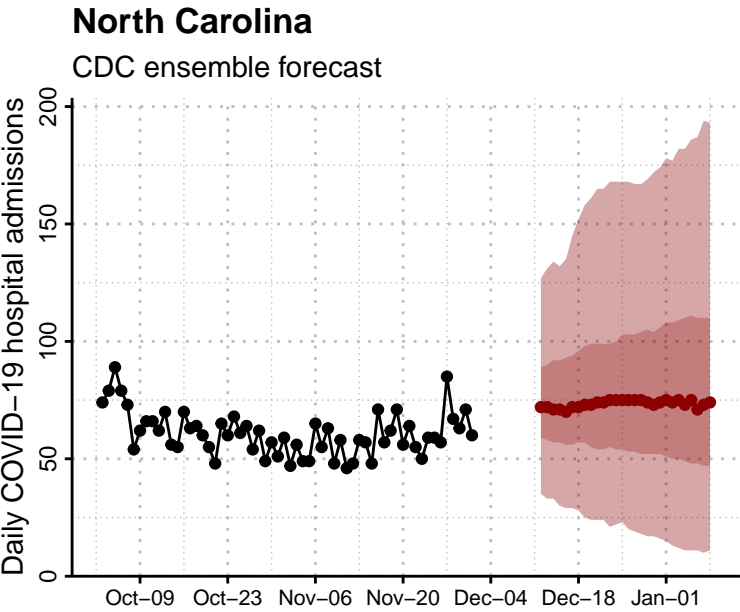 North Carolina
CDC ensemble forecast
Daily COVID−19 hospital admissions
200
150
100
50
0
Oct−09 Oct−23 Nov−06 Nov−20 Dec−04 Dec−18 Jan−01